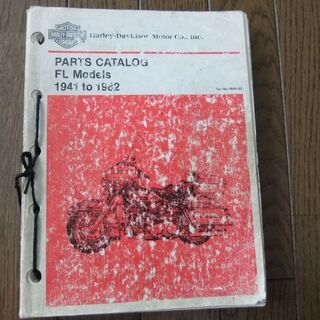 Harley-Davidson Motor Co., Inc.
PARTS CATALOG
FL Models
1941 to 1982